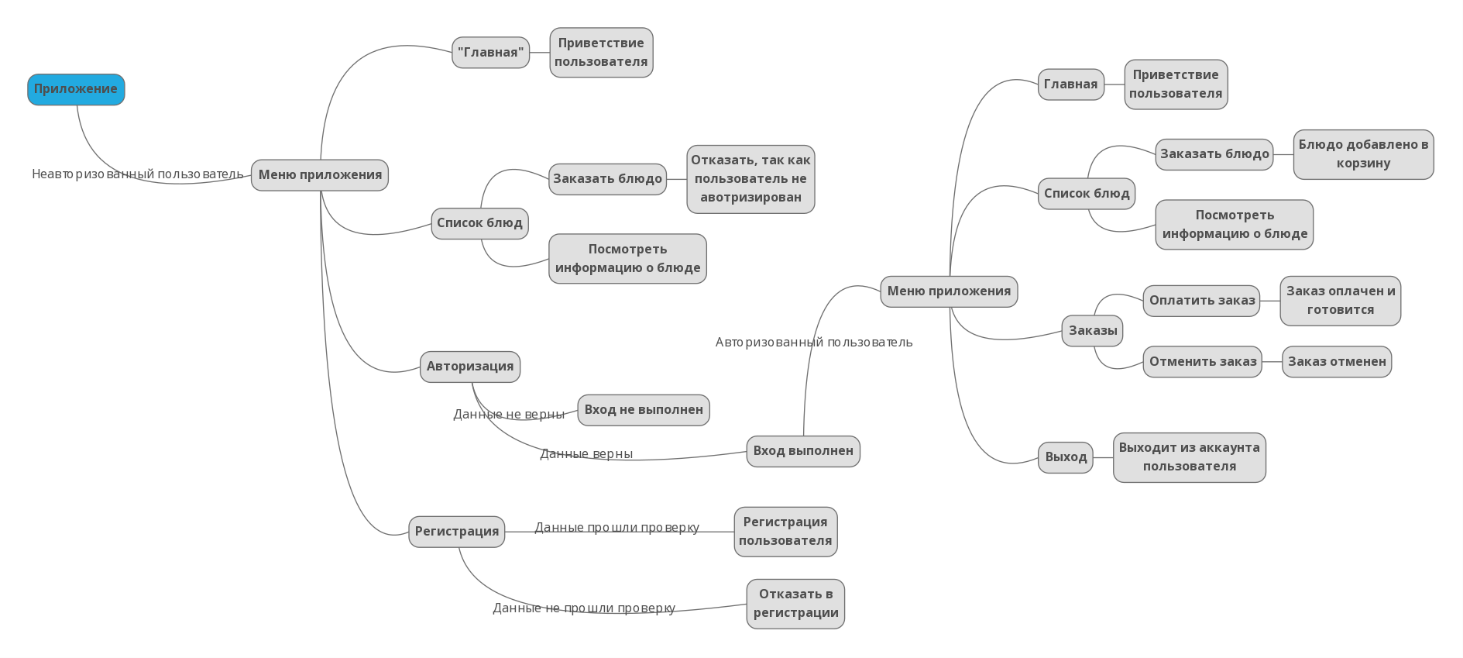 Приложение
Неавторизованный пользователь
Меню приложения
"Главная"
Приветствие
пользователя
Список блюд
Заказать блюдо
Отказать, так как
пользователь не
авотризирован
Посмотреть
информацию о блюде
Авторизация
Данные не верны
Вход не выполнен
Данные верны
Вход выполнен
Регистрация
Данные прошли проверку
Регистрация
пользователя
Данные не прошли проверку
Отказать в
регистрации
Авторизованный пользователь
Меню приложения
Главная
Приветствие
пользователя
Список блюд
Заказать блюдо
Блюдо добавлено в
корзину
Посмотреть
информацию о блюде
Заказы
Оплатить заказ
Заказ оплачен и
готовится
Отменить заказ
Заказ отменен
Выход
Выходит из аккаунта
пользователя